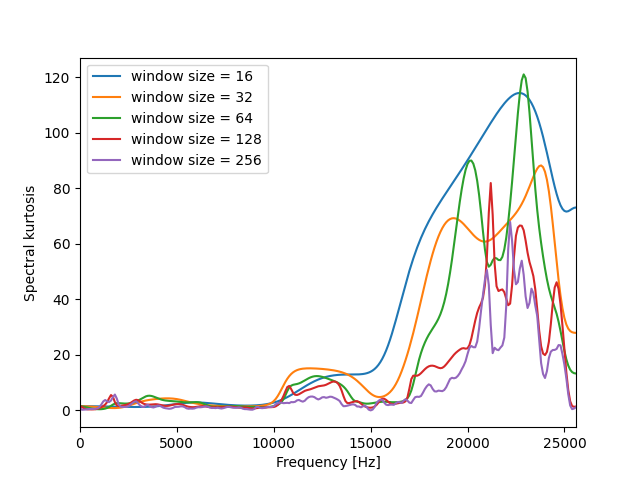 window size = 16
window size = 32
window size = 64
window size = 128
window size = 256
120
100
80
60
40
20
0
Spectral kurtosis
0 5000 10000 15000 20000 25000
Frequency [Hz]